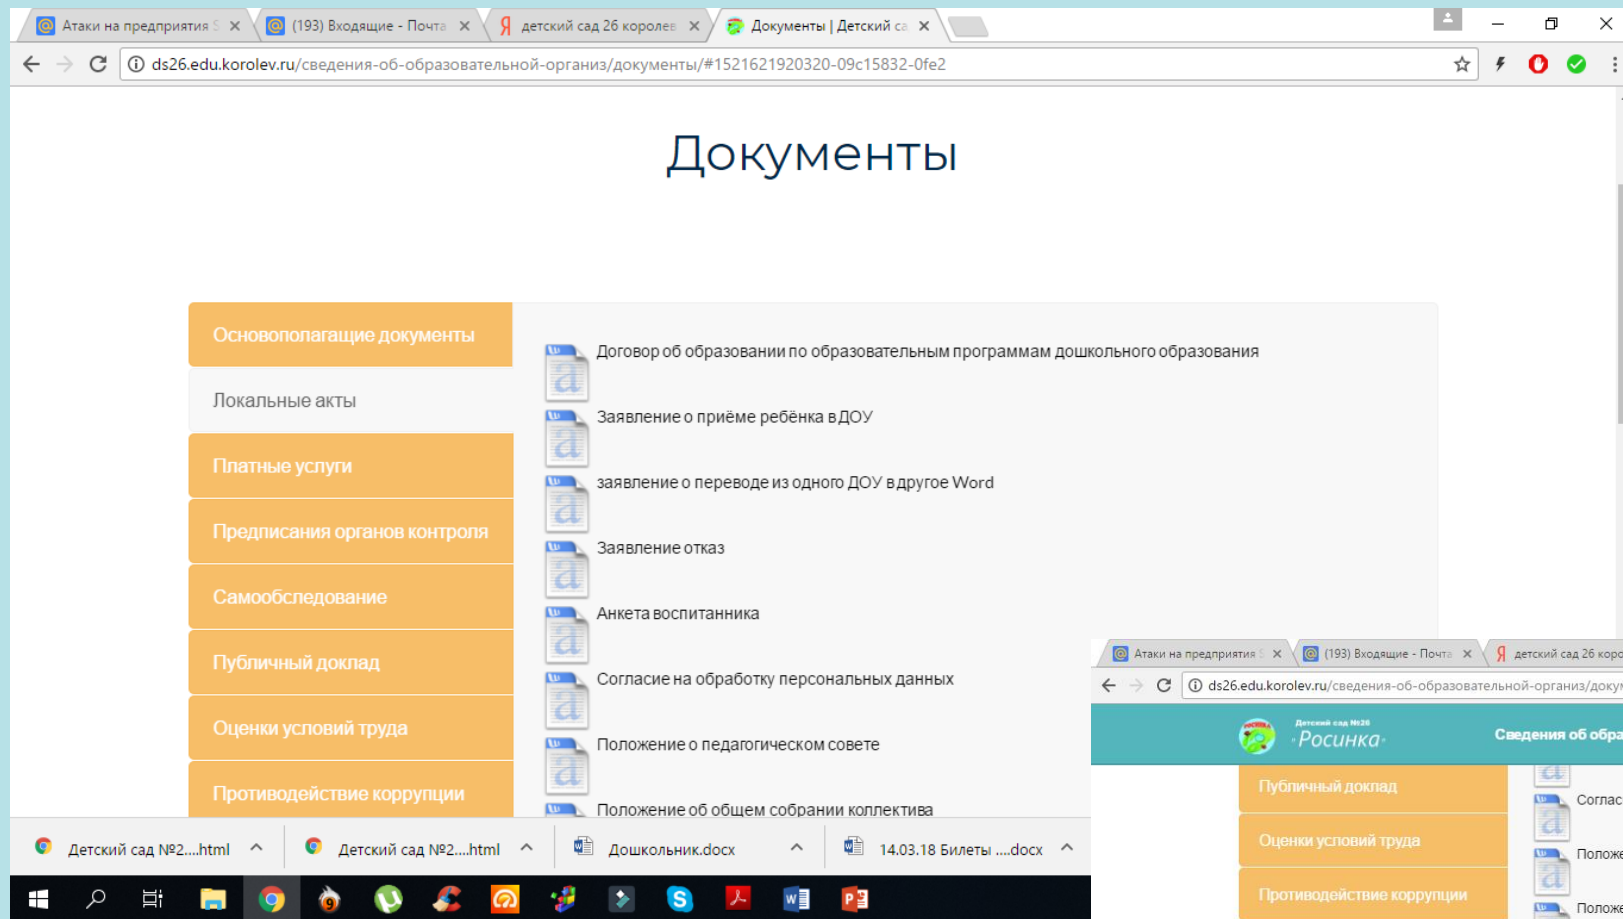 Атаки на предприятия S
(193) Входящие - Почта
детский сад 26 королев
Документы | Детский са
ds26.edu.korolev.ru/сведения-об-образовательной-организ/документы/#1521621920320-09c15832-0fe2
Документы
Основополагащие документы
Локальные акты
Платные услуги
Предписания органов контроля
Самообследование
Публичный доклад
Оценки условий труда
Противодействие коррупции
Договор об образовании по образовательным программам дошкольного образования
Заявление о приёме ребёнка в ДОУ
заявление о переводе из одного ДОУ в другое Word
Заявление отказ
Анкета воспитанника
Согласие на обработку персональных данных
Положение о педагогическом совете
Положение об общем собрании коллектива
Детский сад №2....html
Детский сад №2....html
Дошкольник.docx
14.03.18 Билеты ....docx
Атаки на предприятия S
(193) Входящие - Почта
детский сад 26 коро
ds26.edu.korolev.ru/сведения-об-образовательной-организ/докум
Детский сад №26
Росинка
Сведения об обра
Публичный доклад
Оценки условий труда
Противодействие коррупции
Соглас
Положе
Положе